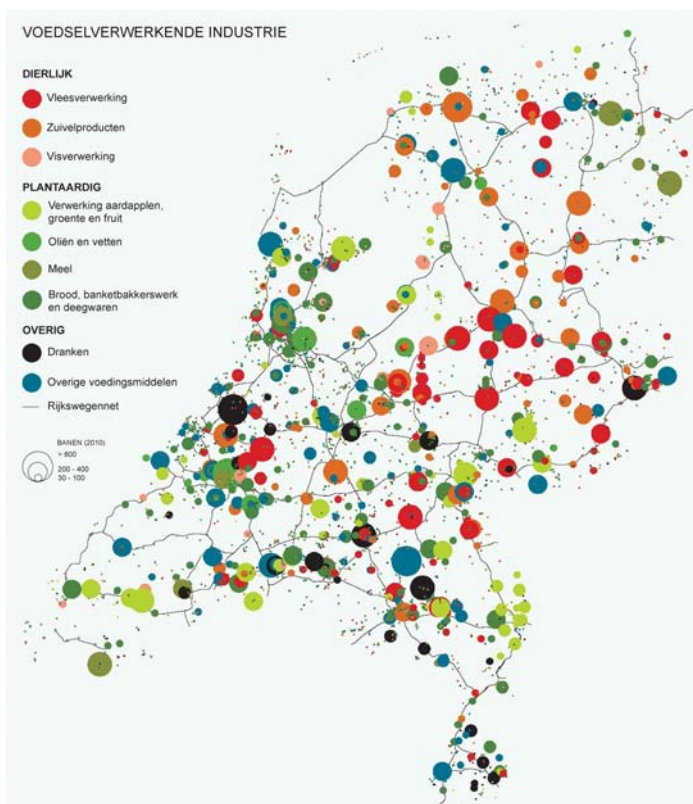 VOEDSELVERWERKENDE INDUSTRIE
DIERLIJK
Vleesverwerking
Zuivelproducten
Visverwerking
PLANTAARDIG
Verwerking aardapplen,
groente en fruit
Oliën en vetten
Meel
Brood, banketbakkerswerk
en deegwaren
OVERIG
Dranken
Overige voedingsmiddelen
Rijkswegennet
BANEN (2010)
> 800
200 - 400
30 - 100